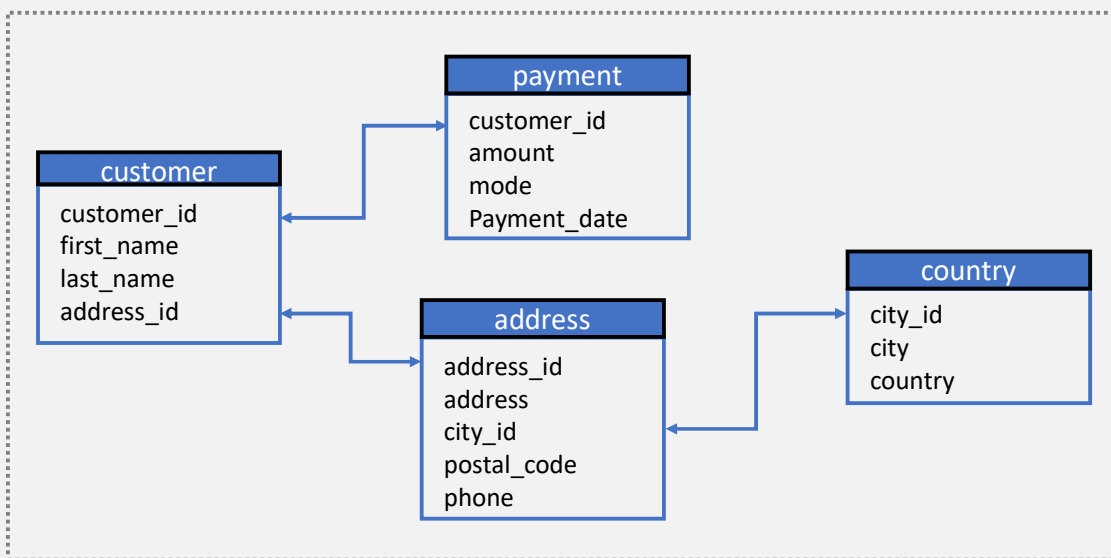 payment
customer_id
amount
mode
Payment_date
customer
customer_id
first_name
last_name
address_id
address
address_id
address
city_id
postal_code
phone
country
city_id
city
country